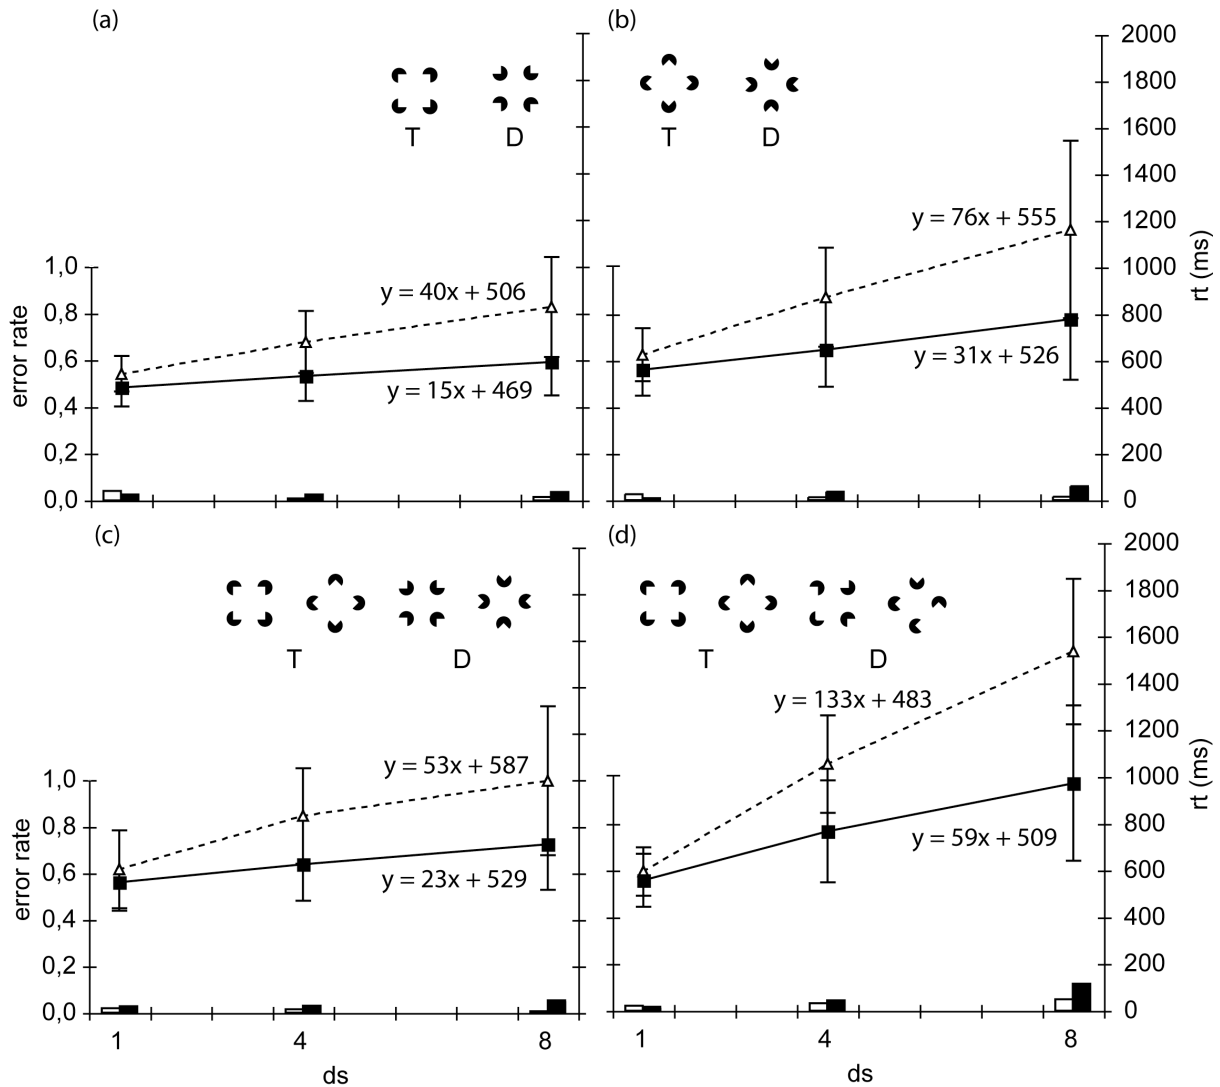 (a)
(b)
2000
1800
1600
1400
1200
1000
800
600
400
200
0
rt (ms)
T D
T D
y = 76x + 555
y = 31x + 526
y = 40x + 506
y = 15x + 469
error rate
1,0
0,8
0,6
0,4
0,2
0,0
(c)
(d)
2000
1800
1600
1400
1200
1000
800
600
400
200
0
rt (ms)
T D
T D
y = 133x + 483
y = 59x + 509
y = 53x + 587
y = 23x + 529
error rate
1,0
0,8
0,6
0,4
0,2
0,0
1 4 8
1 4 8
ds
ds